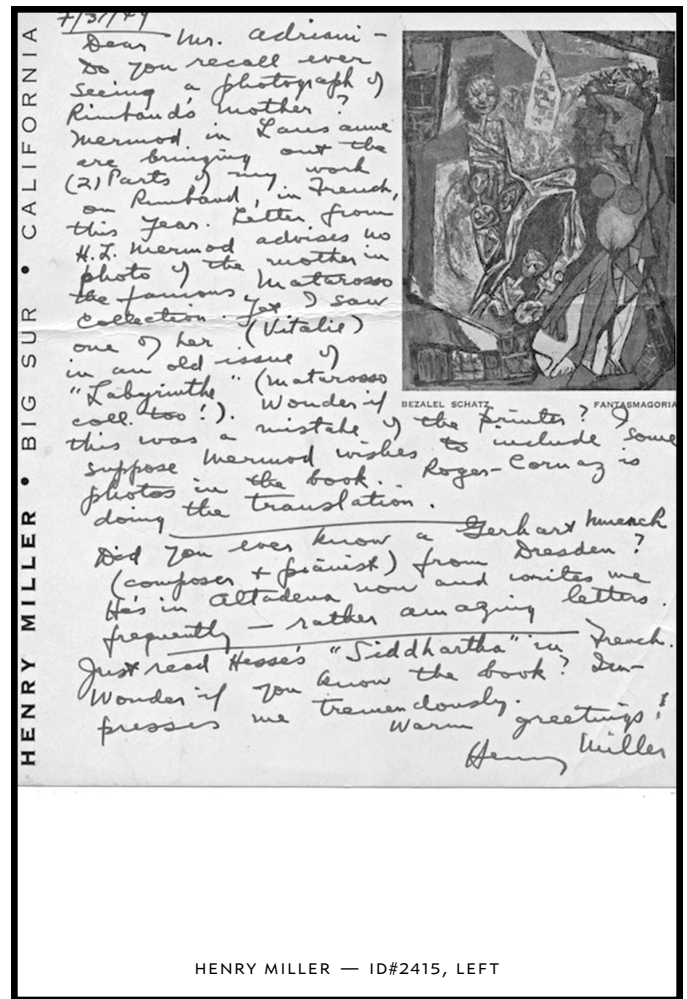 7/31/49
Dear Mr. Adriani -
Do you recall ever
seeing a photograph of
Rimbaud's mother?
Mermod in Lausanne
are bringing out the
(2) Parts of my work
on Rimbaud, in French,
this year. Letter from
H.L. Mermod advises no
photo of the mother in
the famous Matarosso
collection. Yet I saw
one of her (Vitalie)
in an old issue of
"Labyrinthe" (Matarosso
coll. too!). Wonder if
this was a mistake of the printer? I
suppose Mermod wishes to include some
photos in the book. Roger-Cornaz is
doing the translation.
Did you ever know a Gerhart Muench
(composer + pianist) from Dresden?
He's in Altadena now and writes me
frequently — rather amazing letters.
Just read Hesse's "Siddhartha" in French.
Wonder if you know the book? Im-
presses me tremendously.
Warm greetings!
Henry Miller
HENRY MILLER • BIG SUR • CALIFORNIA
BEZALEL SCHATZ
FANTASMAGORIA
HENRY MILLER — ID#2415, LEFT